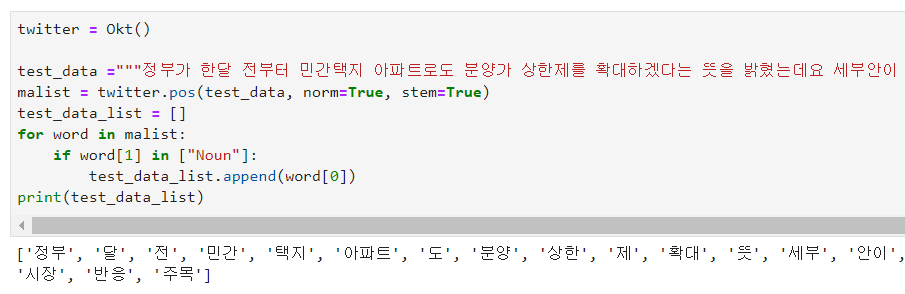 twitter = Okt()
test_data ="""정부가 한달 전부터 민간택지 아파트로도 분양가 상한제를 확대하겠다는 뜻을 밝혔는데요 세부안이
malist = twitter.pos(test_data, norm=True, stem=True)
test_data_list = []
for word in malist:
    if word[1] in ["Noun"]:
        test_data_list.append(word[0])
print(test_data_list)
['정부', '달', '전', '민간', '택지', '아파트', '도', '분양', '상한', '제', '확대', '뜻', '세부', '안이',
'시장', '반응', '주목']